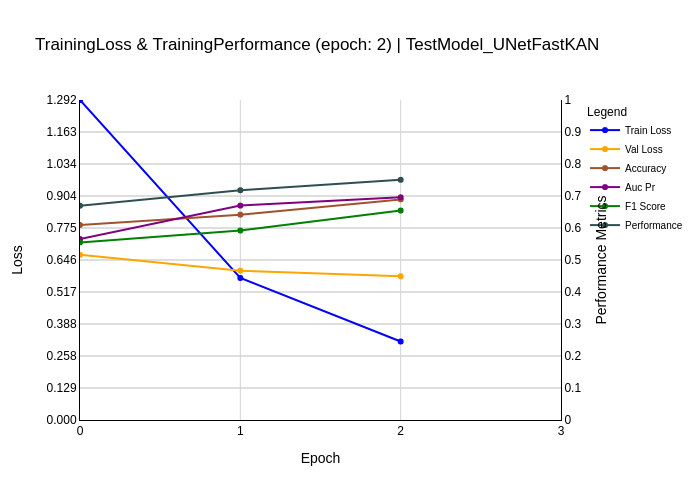 TrainingLoss & TrainingPerformance (epoch: 2) | TestModel_UNetFastKAN
1.292
1.163
1.034
0.904
0.775
0.646
0.517
0.388
0.258
0.129
0.000
Loss
0
1
2
3
Epoch
1
0.9
0.8
0.7
0.6
0.5
0.4
0.3
0.2
0.1
0
Performance Metrics
Legend
Train Loss
Val Loss
Accuracy
Auc Pr
F1 Score
Performance